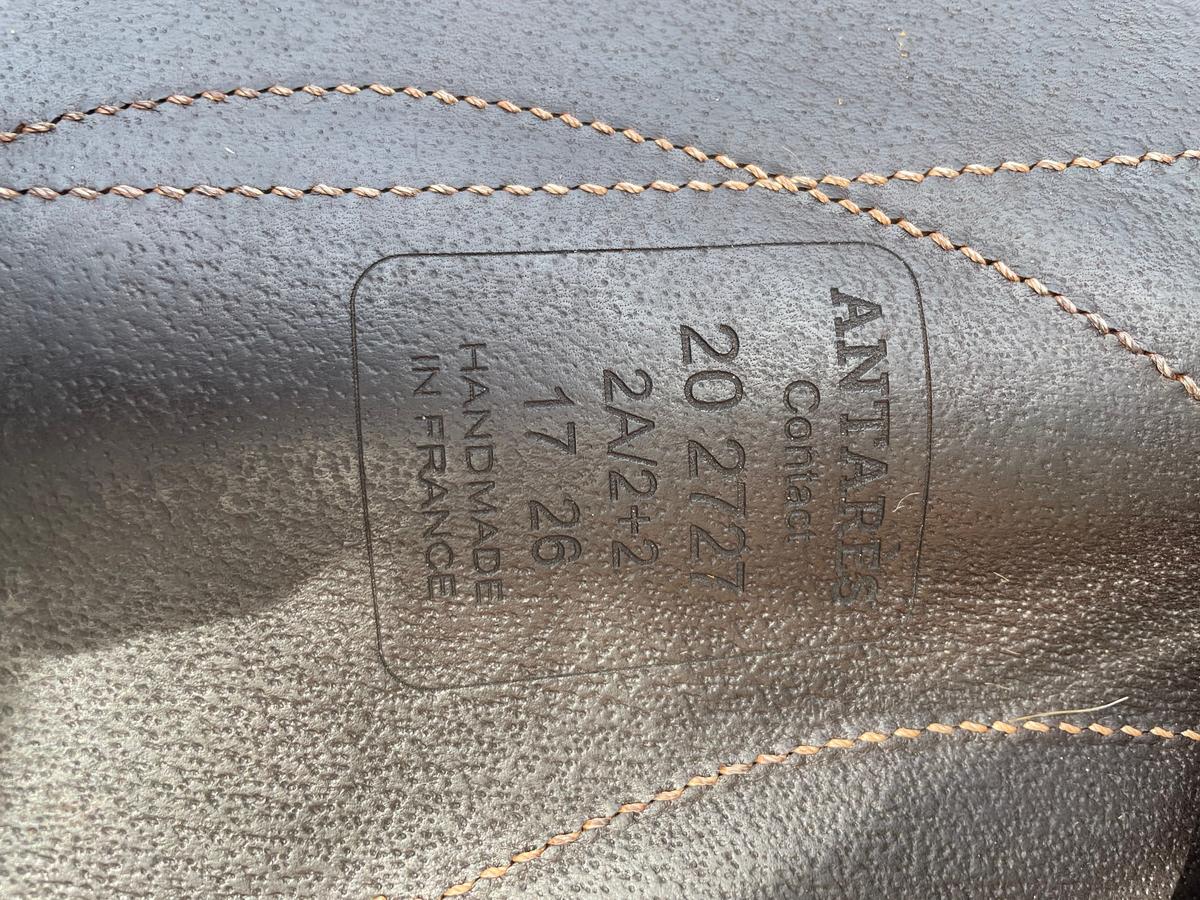 ANTARÈS
Contact
20 2727
2A/2+2
17 26
HANDMADE
IN FRANCE